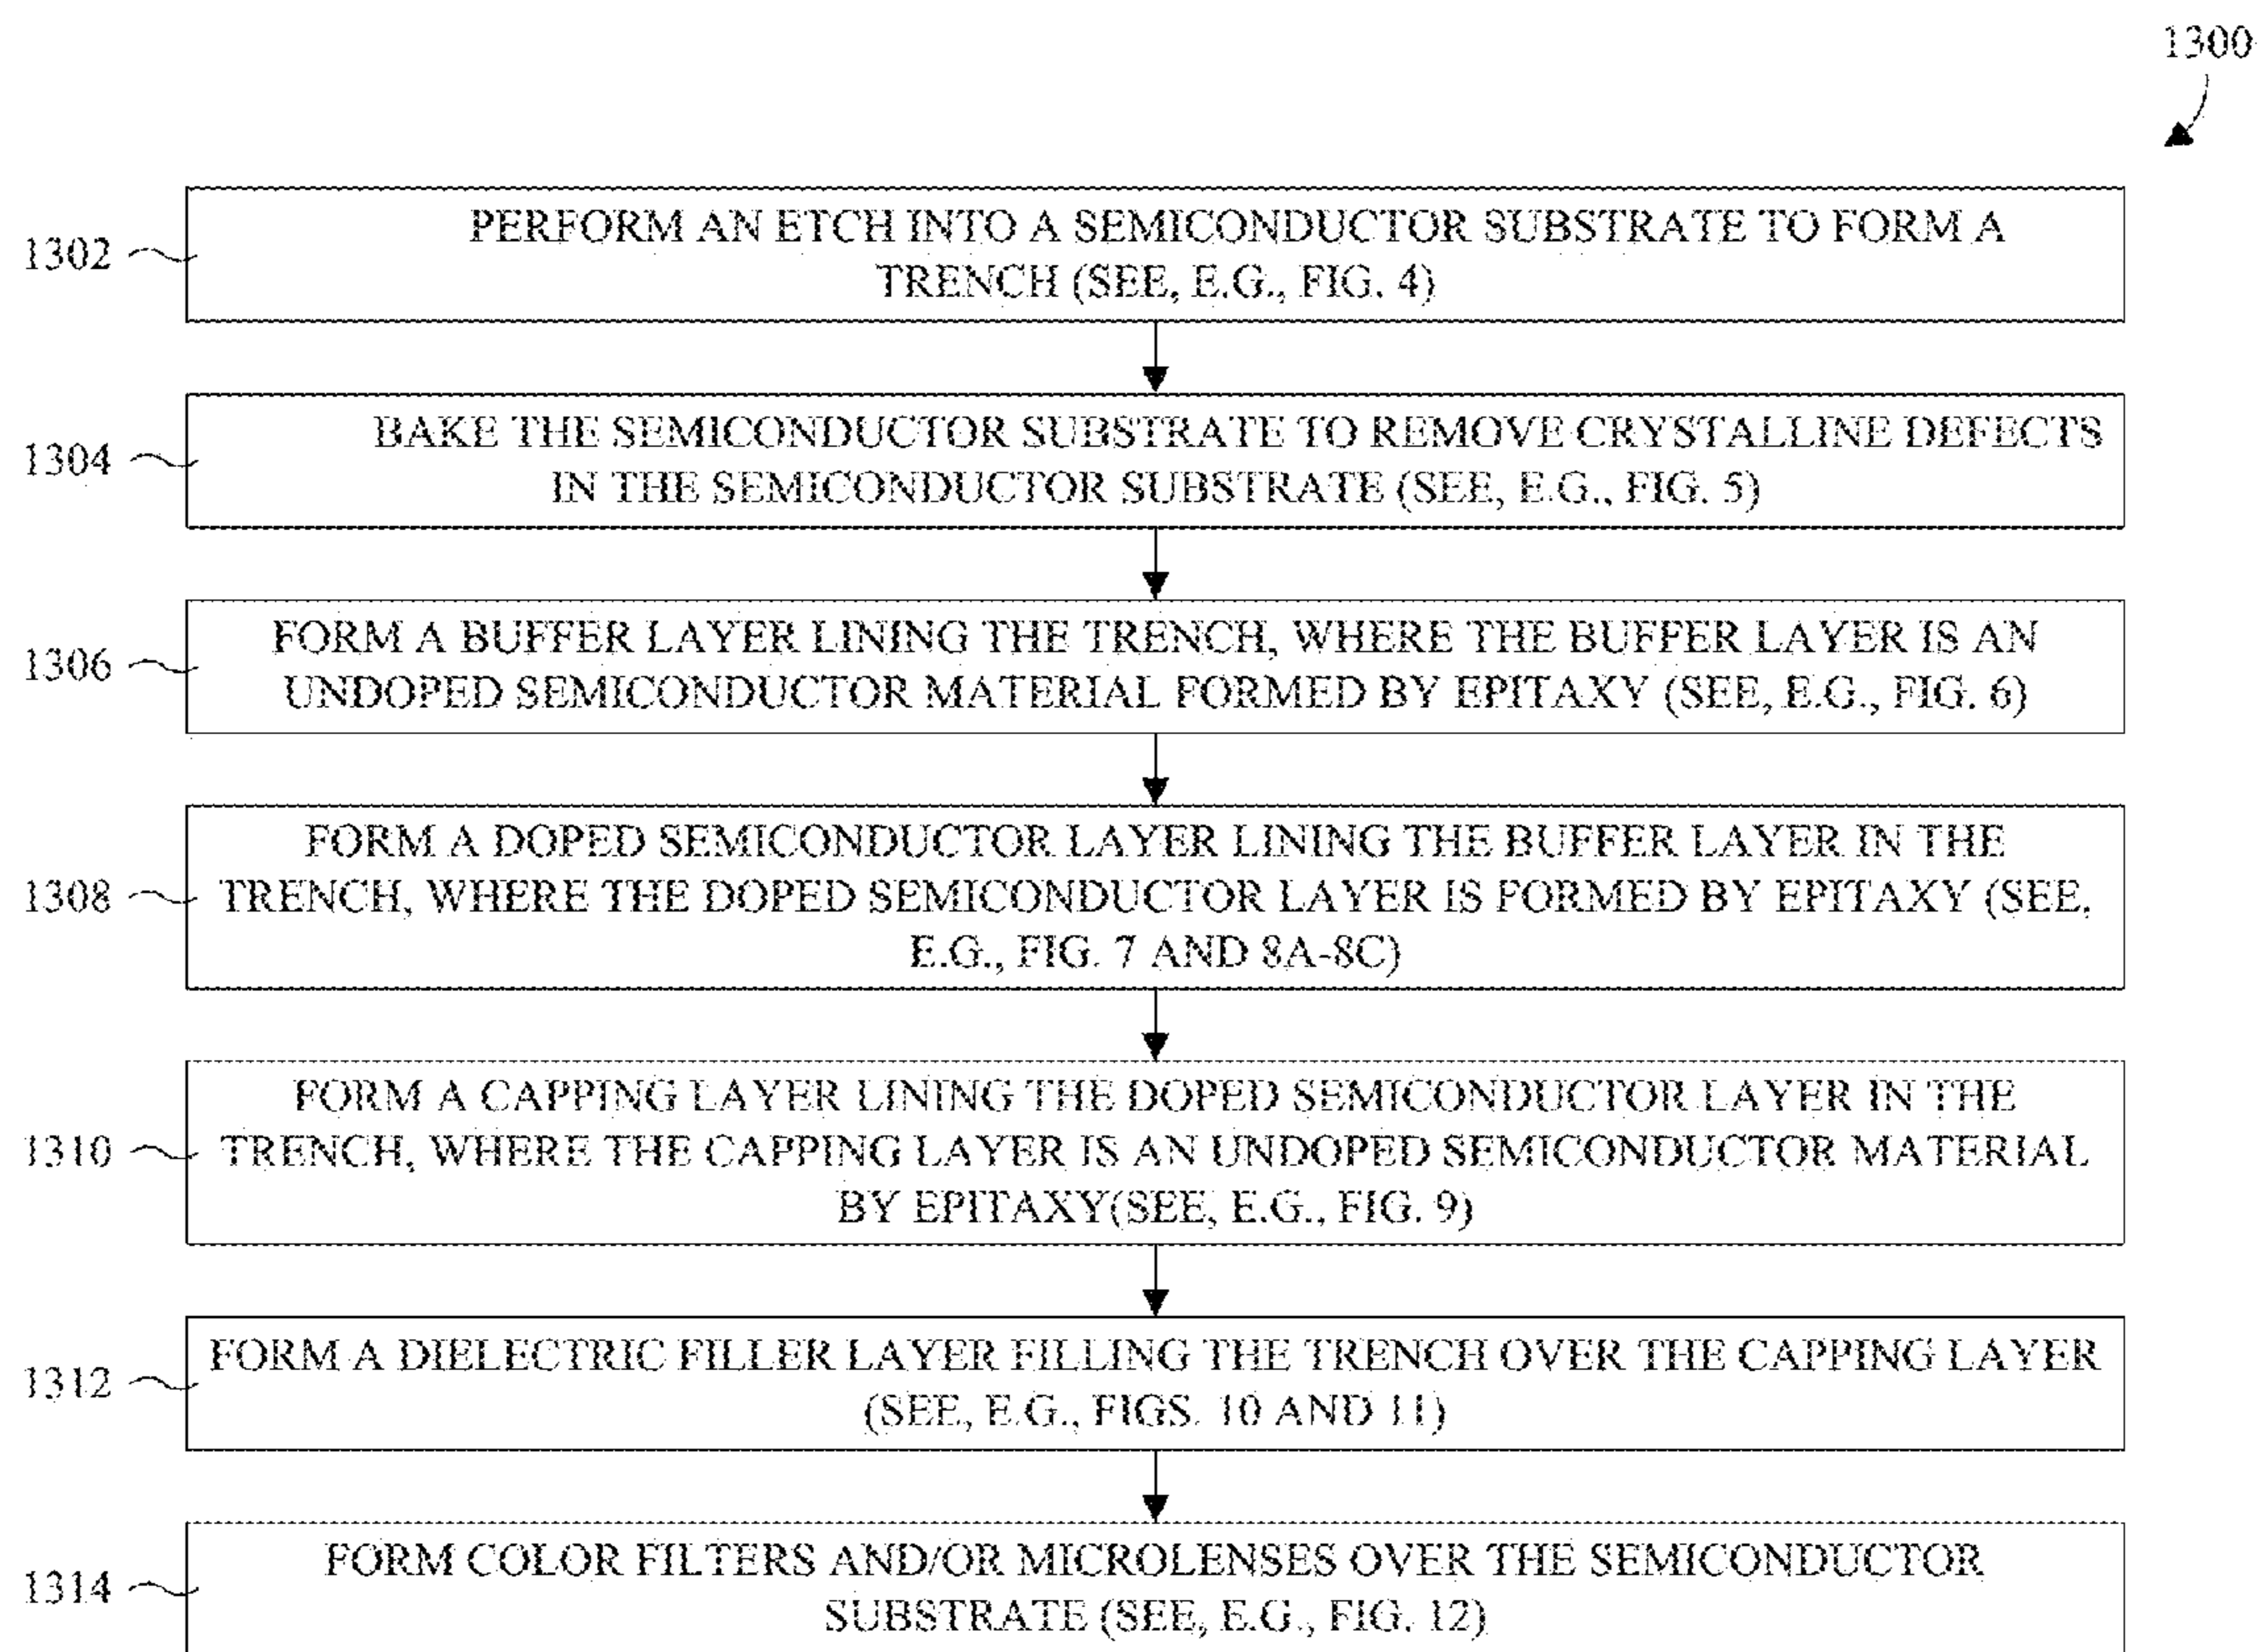 1300
1302
PERFORM AN ETCH INTO A SEMICONDUCTOR SUBSTRATE TO FORM A
TRENCH (SEE, E.G., FIG. 4)
1304
BAKE THE SEMICONDUCTOR SUBSTRATE TO REMOVE CRYSTALLINE DEFECTS
IN THE SEMICONDUCTOR SUBSTRATE (SEE, E.G., FIG. 5)
1306
FORM A BUFFER LAYER LINING THE TRENCH, WHERE THE BUFFER LAYER IS AN
UNDOPED SEMICONDUCTOR MATERIAL FORMED BY EPITAXY (SEE, E.G., FIG. 6)
1308
FORM A DOPED SEMICONDUCTOR LAYER LINING THE BUFFER LAYER IN THE
TRENCH, WHERE THE DOPED SEMICONDUCTOR LAYER IS FORMED BY EPITAXY (SEE,
E.G., FIG. 7 AND 8A-8C)
1310
FORM A CAPPING LAYER LINING THE DOPED SEMICONDUCTOR LAYER IN THE
TRENCH, WHERE THE CAPPING LAYER IS AN UNDOPED SEMICONDUCTOR MATERIAL
BY EPITAXY(SEE, E.G., FIG. 9)
1312
FORM A DIELECTRIC FILLER LAYER FILLING THE TRENCH OVER THE CAPPING LAYER
(SEE, E.G., FIGS. 10 AND 11)
1314
FORM COLOR FILTERS AND/OR MICROLENSES OVER THE SEMICONDUCTOR
SUBSTRATE (SEE, E.G., FIG. 12)